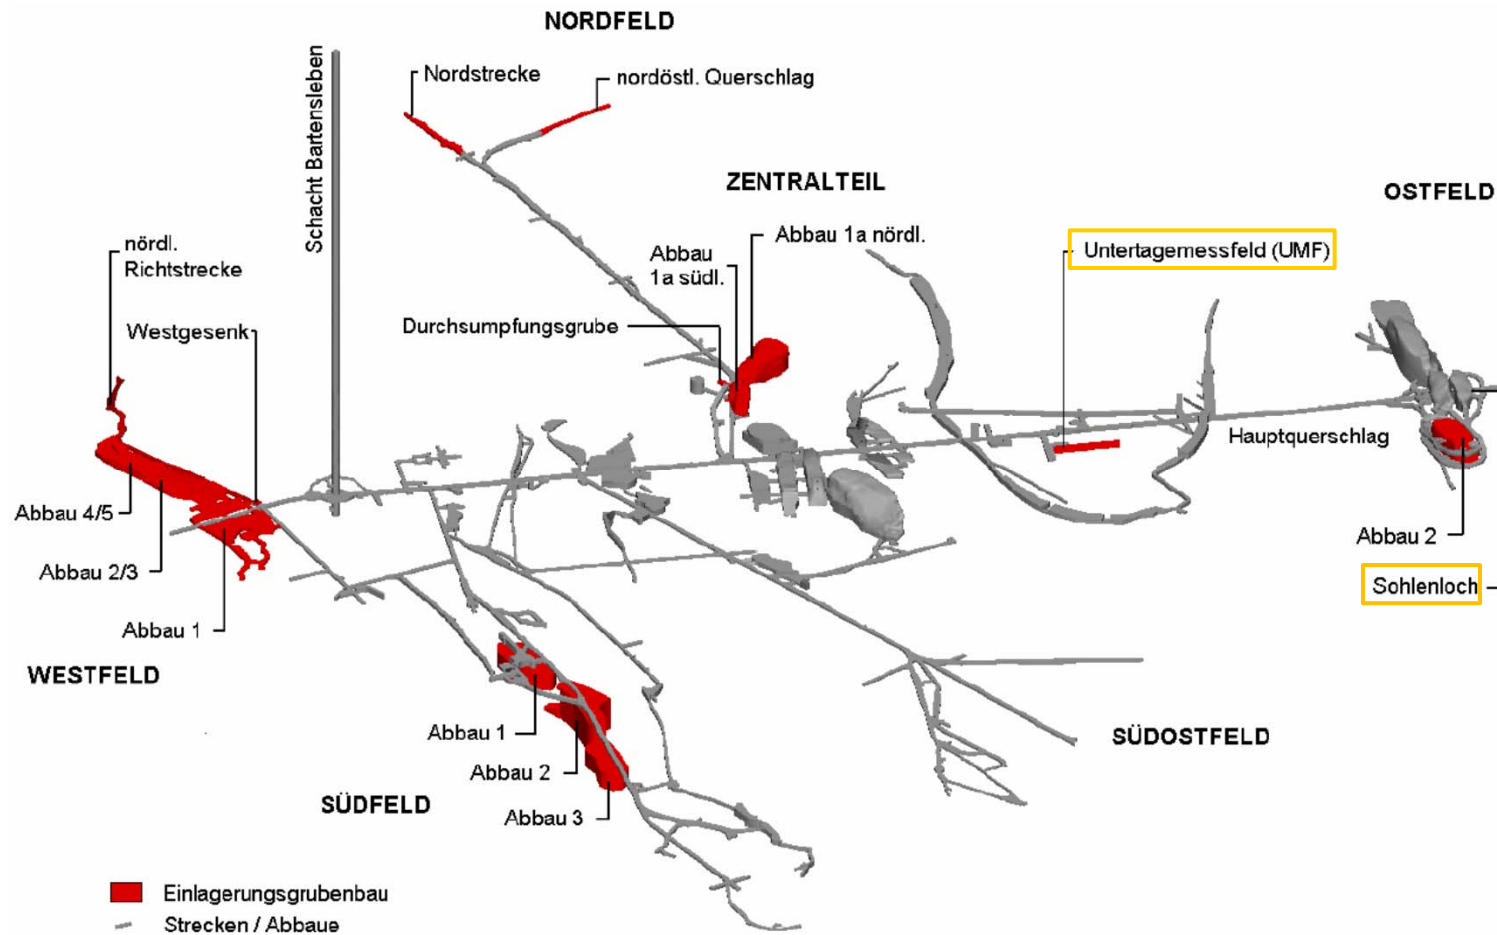 NORDFELD
Nordstrecke
nordöstl. Querschlag
Schacht Bartensleben
ZENTRALTEIL
OSTFELD
nördl.
Richtstrecke
Abbau
1a südl.
Abbau 1a nördl.
Untertagemessfeld (UMF)
Westgesenk
Durchsumpfungsgrube
Hauptquerschlag
Abbau 4/5
Abbau 2/3
Abbau 1
Abbau 2
Sohlenloch
WESTFELD
Abbau 1
Abbau 2
Abbau 3
SÜDFELD
SÜDOSTFELD
Einlagerungsgrubenbau
Strecken / Abbaue